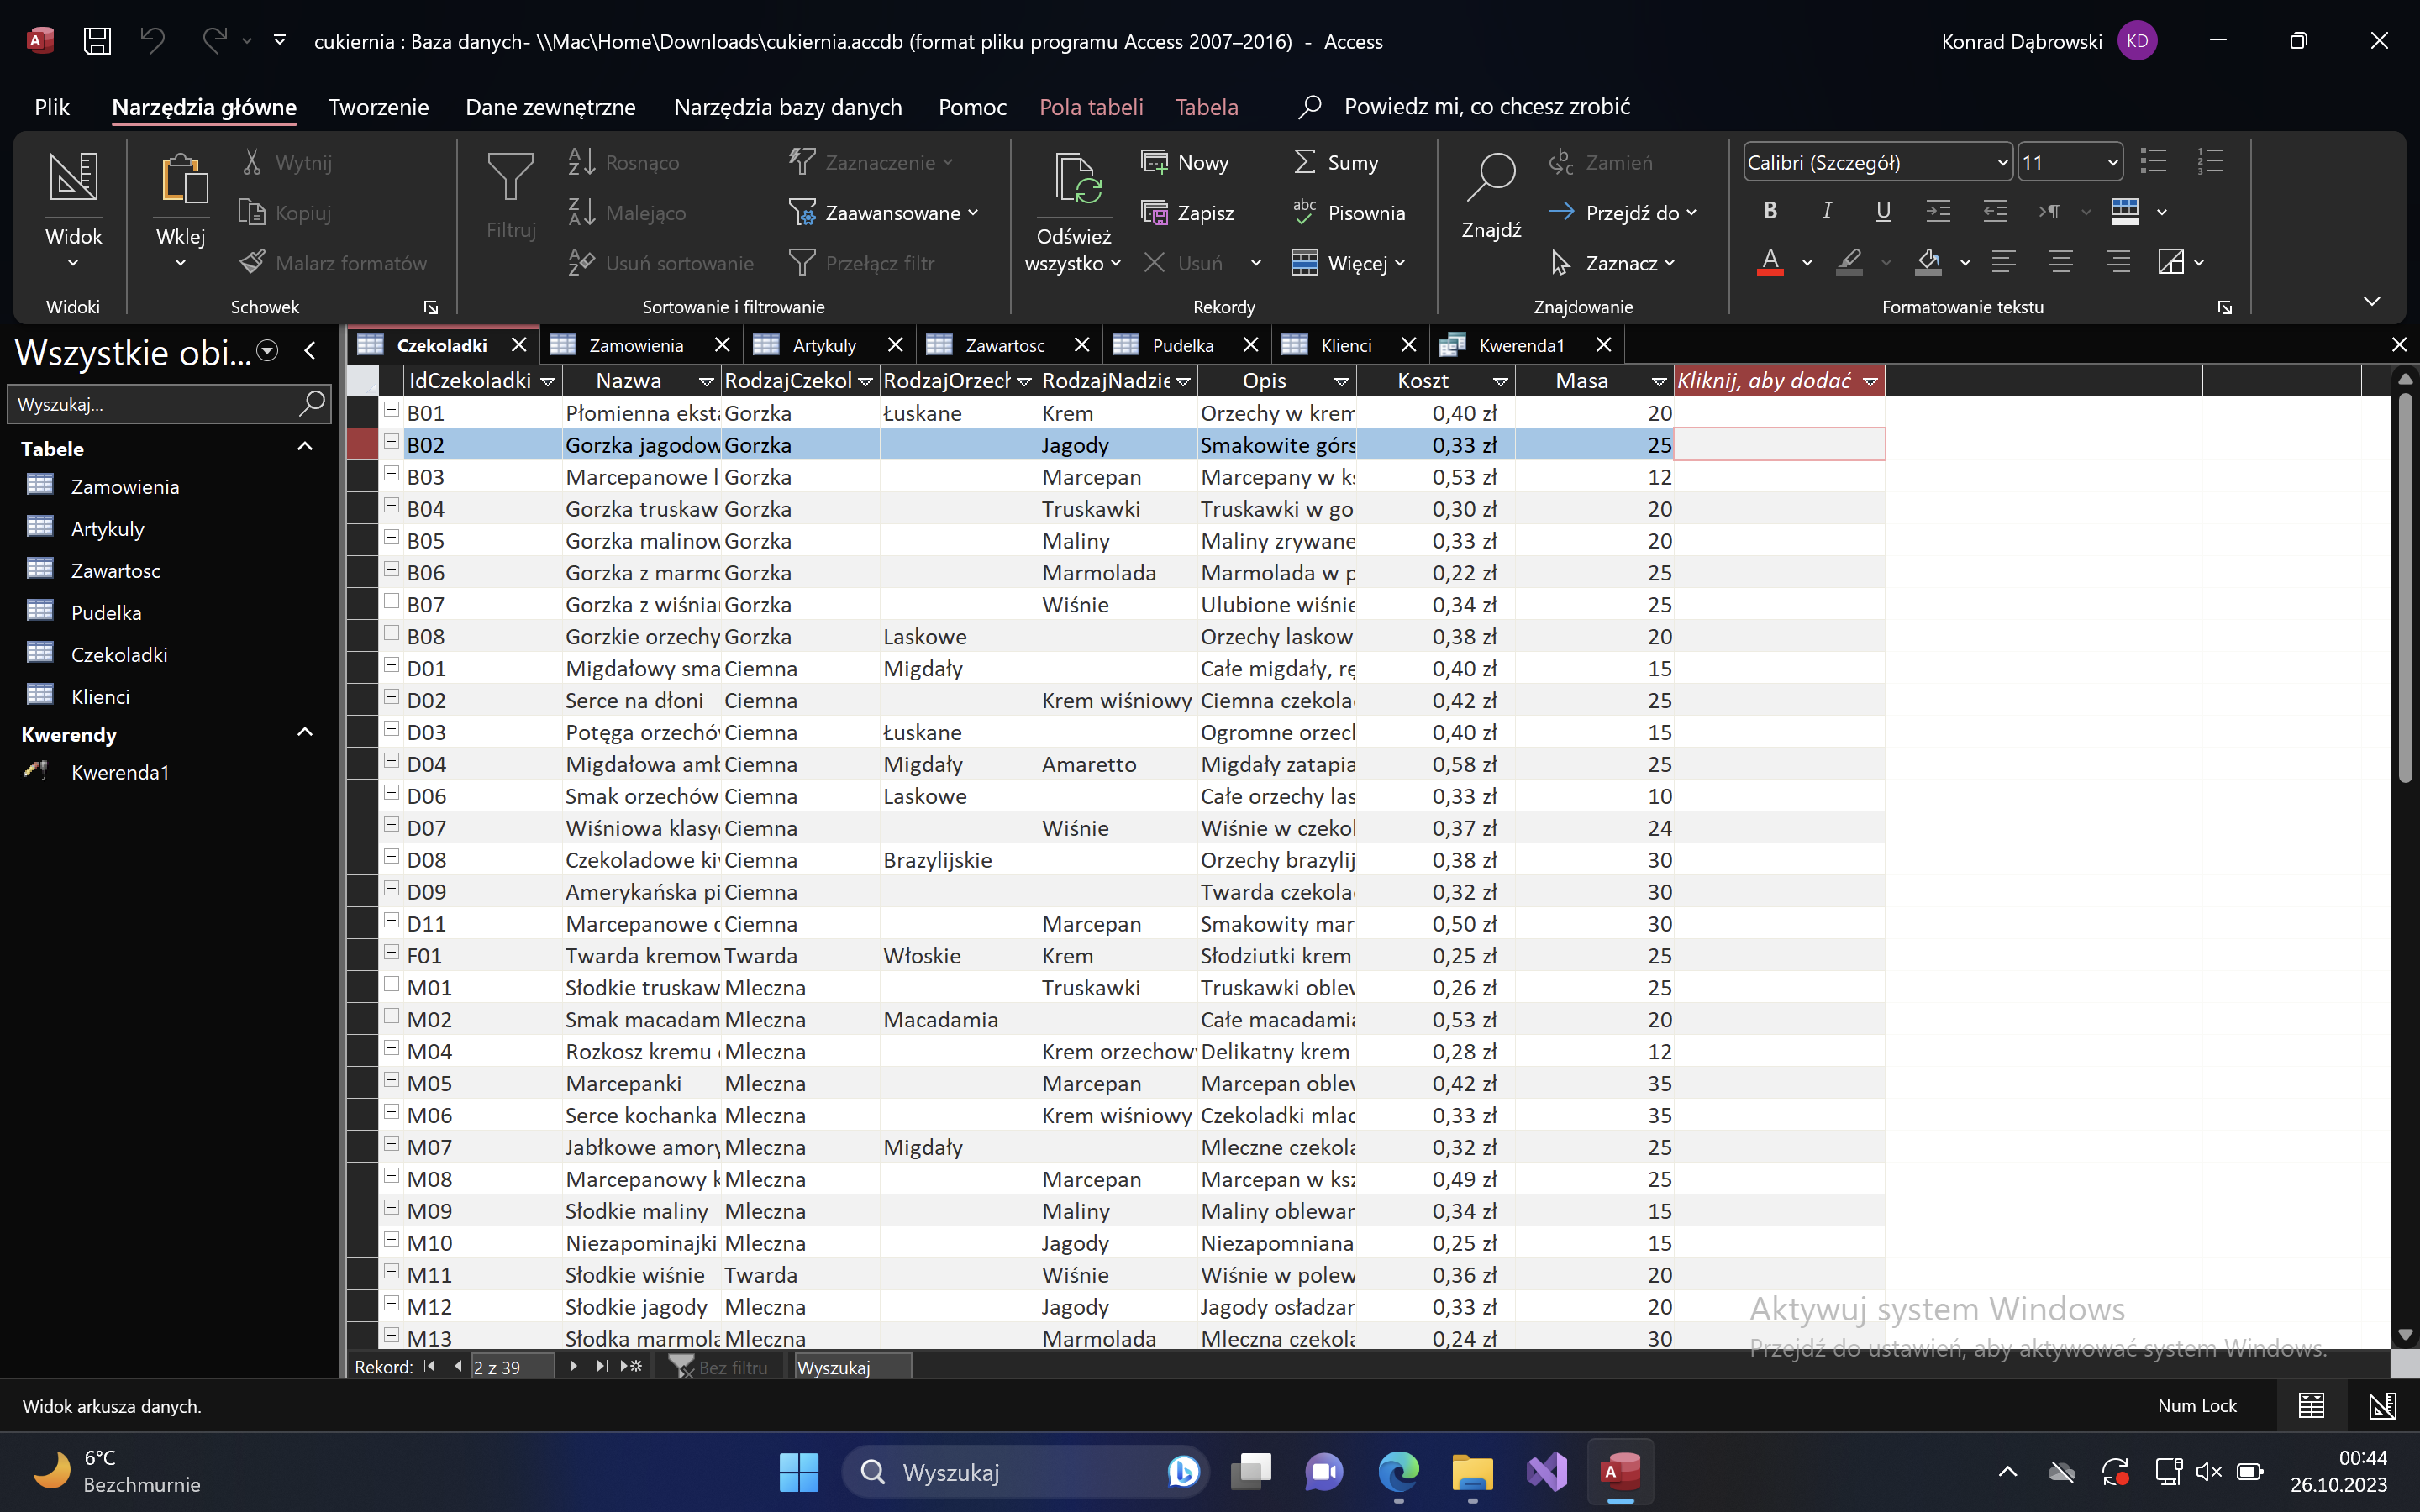 cukiernia : Baza danych- \\Mac\Home\Downloads\cukiernia.accdb (format pliku programu Access 2007–2016) - Access
Konrad Dąbrowski KD
Plik Narzędzia główne Tworzenie Dane zewnętrzne Narzędzia bazy danych Pomoc Pola tabeli Tabela Powiedz mi, co chcesz zrobić
Wytnij Rosnąco Zaznaczenie Nowy Sumy Zamień Calibri (Szczegół) 11
Kopiuj Malejąco Zaawansowane Zapisz Pisownia Przejdź do
Widok Wklej Filtruj Odśwież wszystko Znajdź
Malarz formatów Usuń sortowanie Przełącz filtr Usuń Więcej Zaznacz
Widoki Schowek Sortowanie i filtrowanie Rekordy Znajdowanie Formatowanie tekstu
Wszystkie obi...
Wyszukaj...
Tabele
Zamowienia
Artykuly
Zawartosc
Pudelka
Czekoladki
Klienci
Kwerendy
Kwerenda1
Czekoladki Zamowienia Artykuly Zawartosc Pudelka Klienci Kwerenda1
IdCzekoladki Nazwa RodzajCzekol RodzajOrzech RodzajNadzie Opis Koszt Masa Kliknij, aby dodać
B01 Płomienna eksta Gorzka Łuskane Krem Orzechy w krem 0,40 zł 20
B02 Gorzka jagodow Gorzka Jagody Smakowite górs 0,33 zł 25
B03 Marcepanowe Gorzka Marcepan Marcepany w ks 0,53 zł 12
B04 Gorzka truskaw Gorzka Truskawki Truskawki w go 0,30 zł 20
B05 Gorzka malinow Gorzka Maliny Maliny zrywane 0,33 zł 20
B06 Gorzka z marmo Gorzka Marmolada Marmolada w p 0,22 zł 25
B07 Gorzka z wiśnia Gorzka Wiśnie Ulubione wiśnie 0,34 zł 25
B08 Gorzkie orzechy Gorzka Laskowe Orzechy laskow 0,38 zł 20
D01 Migdałowy sma Ciemna Migdały Całe migdały, rę 0,40 zł 15
D02 Serce na dłoni Ciemna Krem wiśniowy Ciemna czekola 0,42 zł 25
D03 Potęga orzechó Ciemna Łuskane Ogromne orzech 0,40 zł 15
D04 Migdałowa amb Ciemna Migdały Amaretto Migdały zatapia 0,58 zł 25
D06 Smak orzechów Ciemna Laskowe Całe orzechy las 0,33 zł 10
D07 Wiśniowa klasy Ciemna Wiśnie Wiśnie w czekol 0,37 zł 24
D08 Czekoladowe ki Ciemna Brazylijskie Orzechy brazylij 0,38 zł 30
D09 Amerykańska pi Ciemna Twarda czekola 0,32 zł 30
D11 Marcepanowe Ciemna Marcepan Smakowity mar 0,50 zł 30
F01 Twarda kremow Twarda Włoskie Krem Słodziutki krem 0,25 zł 25
M01 Słodkie truskaw Mleczna Truskawki Truskawki oblew 0,26 zł 25
M02 Smak macadam Mleczna Macadamia Całe macadamia 0,53 zł 20
M04 Rozkosz kremu Mleczna Krem orzechow Delikatny krem 0,28 zł 12
M05 Marcepanki Mleczna Marcepan Marcepan oblew 0,42 zł 35
M06 Serce kochanka Mleczna Krem wiśniowy Czekoladki mlac 0,33 zł 35
M07 Jabłkowe amory Mleczna Migdały Mleczne czekola 0,32 zł 25
M08 Marcepanowy k Mleczna Marcepan Marcepan w ksz 0,49 zł 25
M09 Słodkie maliny Mleczna Maliny Maliny oblewan 0,34 zł 15
M10 Niezapominajki Mleczna Jagody Niezapomniana 0,25 zł 15
M11 Słodkie wiśnie Twarda Wiśnie Wiśnie w polew 0,36 zł 20
M12 Słodkie jagody Mleczna Jagody Jagody osładzan 0,33 zł 20
M13 Słodka marmola Mleczna Marmolada Mleczna czekola 0,24 zł 30
Aktywuj system Windows
Przejdź do ustawień, aby aktywować system Windows.
Rekord: 2 z 39 Bez filtru Wyszukaj
Widok arkusza danych. Num Lock
6°C
Bezchmurnie
Wyszukaj
00:44
26.10.2023